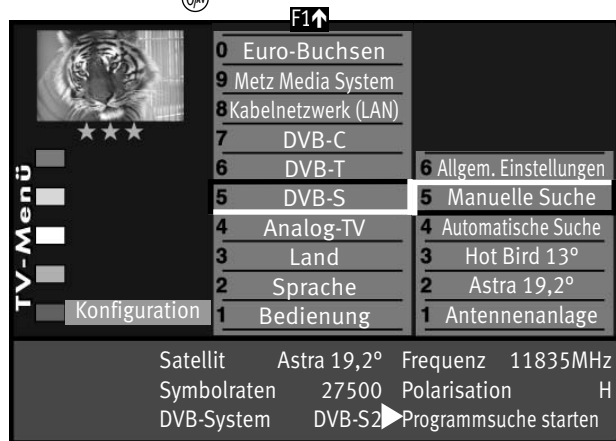 F1↑
0 Euro-Buchsen
9 Metz Media System
8 Kabelnetzwerk (LAN)
7 DVB-C
6 DVB-T
5 DVB-S
4 Analog-TV
3 Land
2 Sprache
1 Bedienung
6 Allgem. Einstellungen
5 Manuelle Suche
4 Automatische Suche
3 Hot Bird 13°
2 Astra 19,2°
1 Antennenanlage
TV-Menü
Konfiguration
Satellit Astra 19,2° Frequenz 11835MHz
Symbolraten 27500 Polarisation H
DVB-System DVB-S2 Programmsuche starten